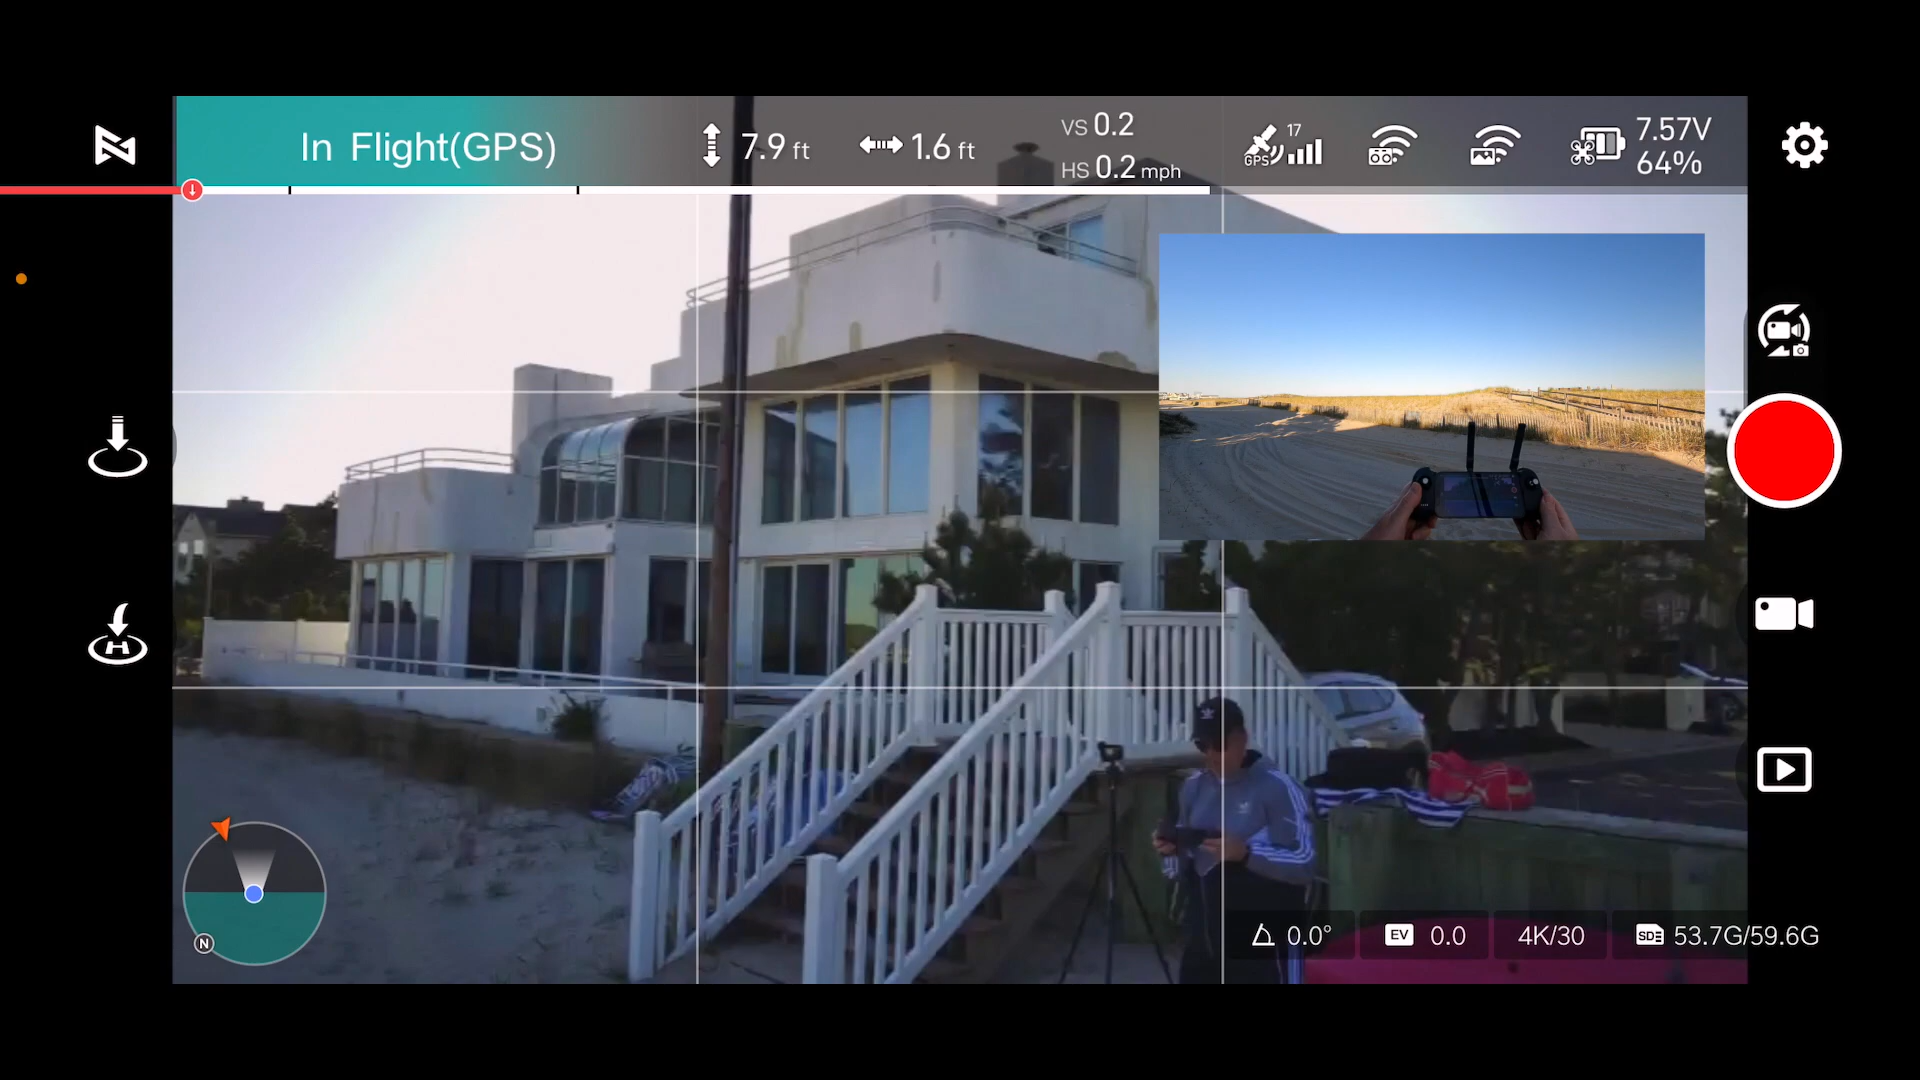 In Flight(GPS)
7.9 ft
1.6 ft
VS 0.2
HS 0.2 mph
GPS
17
7.57V
64%
H
N
0.0°
EV 0.0
4K/30
SD 53.7G/59.6G